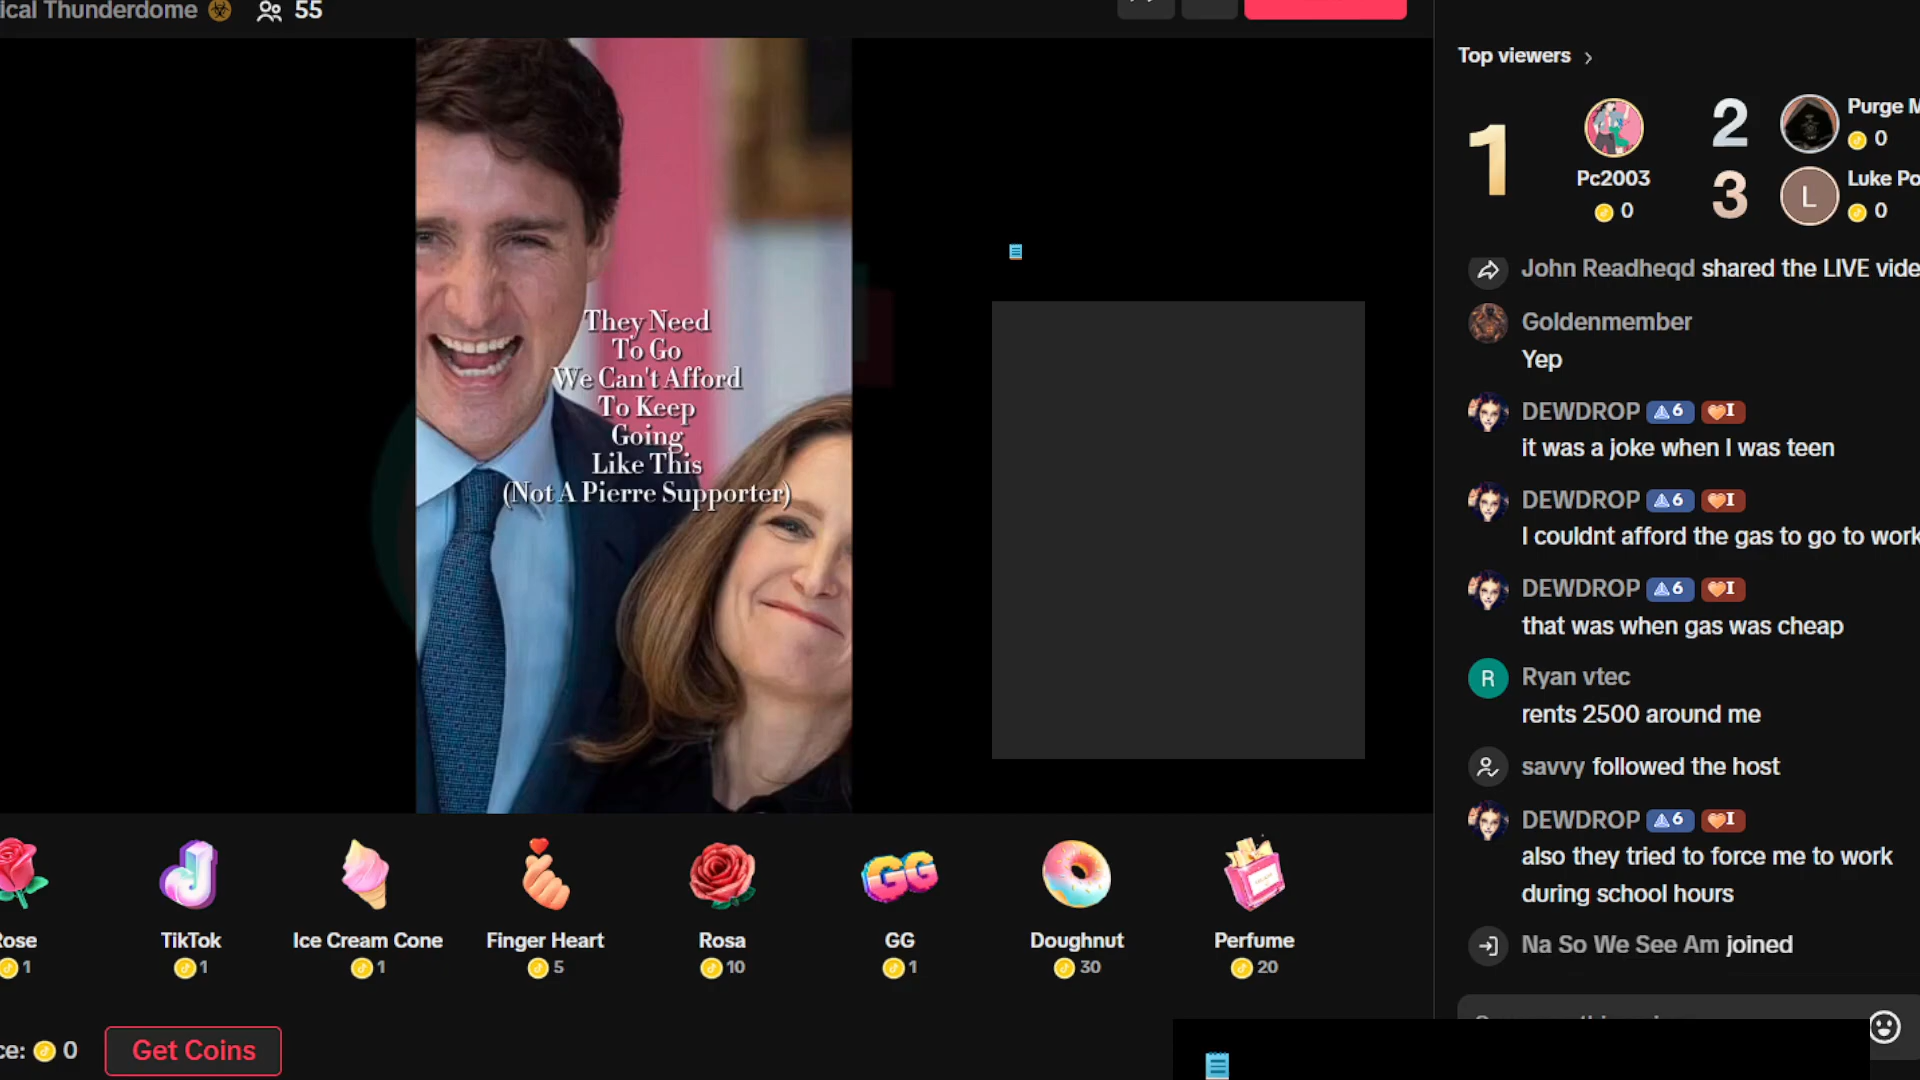 ical Thunderdome
55
They Need
To Go
We Can't Afford
To Keep
Going
Like This
(Not A Pierre Supporter)
Rose
1
TikTok
1
Ice Cream Cone
1
Finger Heart
5
Rosa
10
GG
GG
1
Doughnut
30
Perfume
20
ce: 0
Get Coins
Top viewers >
1
Pc2003
0
2
Purge M
0
3
L
Luke Po
0
John Readheqd shared the LIVE vide
Goldenmember
Yep
DEWDROP 6 I
it was a joke when I was teen
DEWDROP 6 I
I couldnt afford the gas to go to work
DEWDROP 6 I
that was when gas was cheap
R
Ryan vtec
rents 2500 around me
savvy followed the host
DEWDROP 6 I
also they tried to force me to work
during school hours
Na So We See Am joined